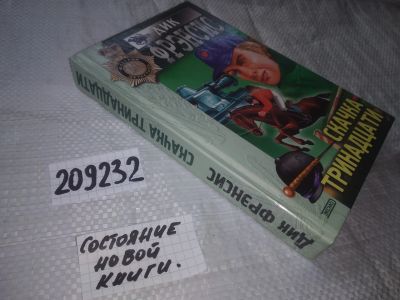 ДИК
ФРЭНСИС
СКАЧКА
ТРИНАДЦАТИ
СКАЧКА ТРИНАДЦАТИ
ДИК ФРЭНСИС
209232
СОСТОЯНИЕ
НОВОЙ
КНИГИ.